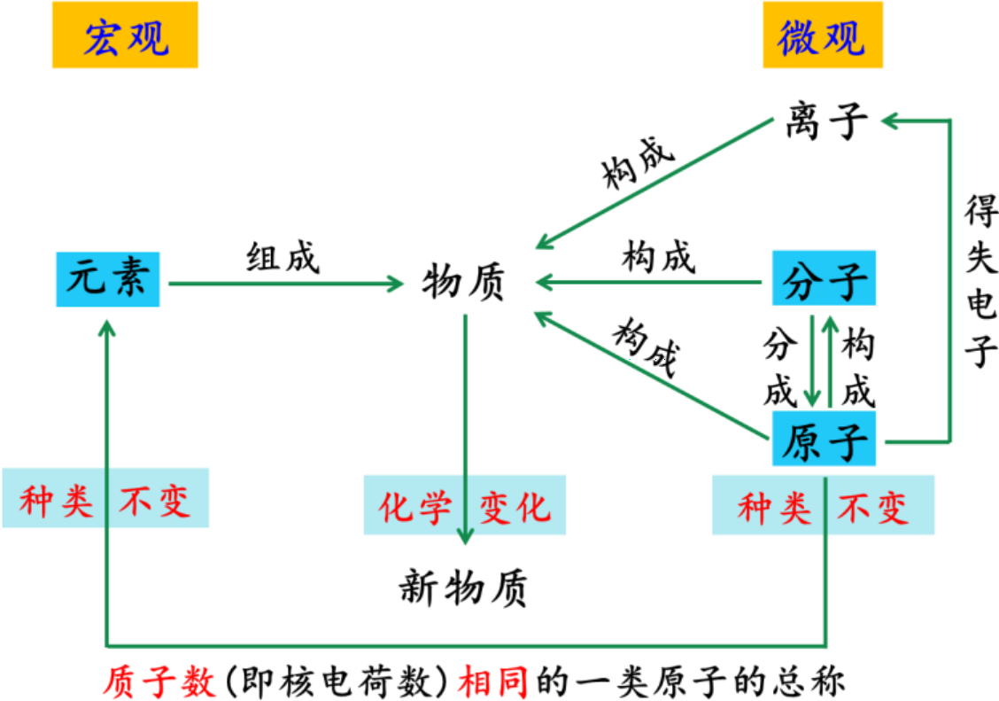 宏观
微观
离子
构成
得失电子
元素
组成
物质
构成
分子
构成
分成
构成
原子
种类 不变
化学 变化
种类 不变
新物质
质子数(即核电荷数)相同的一类原子的总称